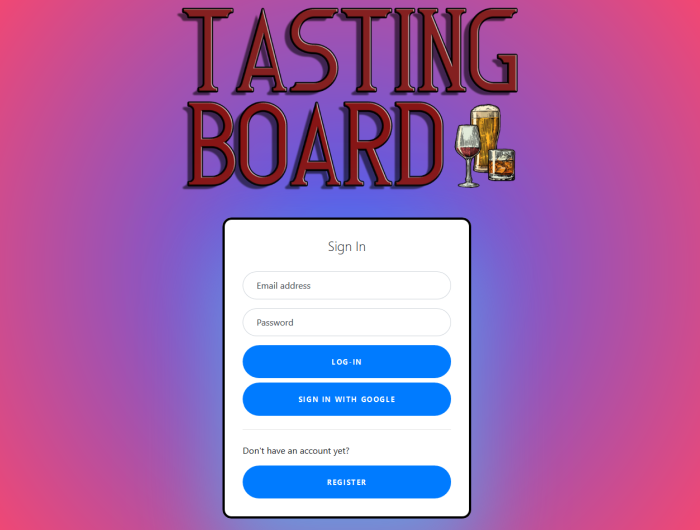 TASTING
BOARD
Sign In
Email address
Password
LOG-IN
SIGN IN WITH GOOGLE
Don't have an account yet?
REGISTER